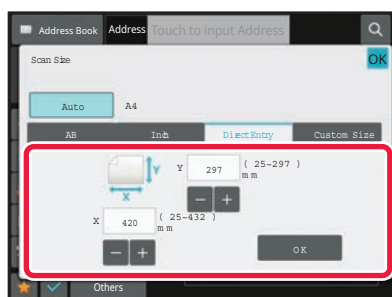 Address Book Address Touch to input Address
Scan Size OK
Auto A4
AB Inch Direct Entry Custom Size
Y Y 297 ( 25~297 )
mm
X
X 420 ( 25~432 )
mm
OK
Others